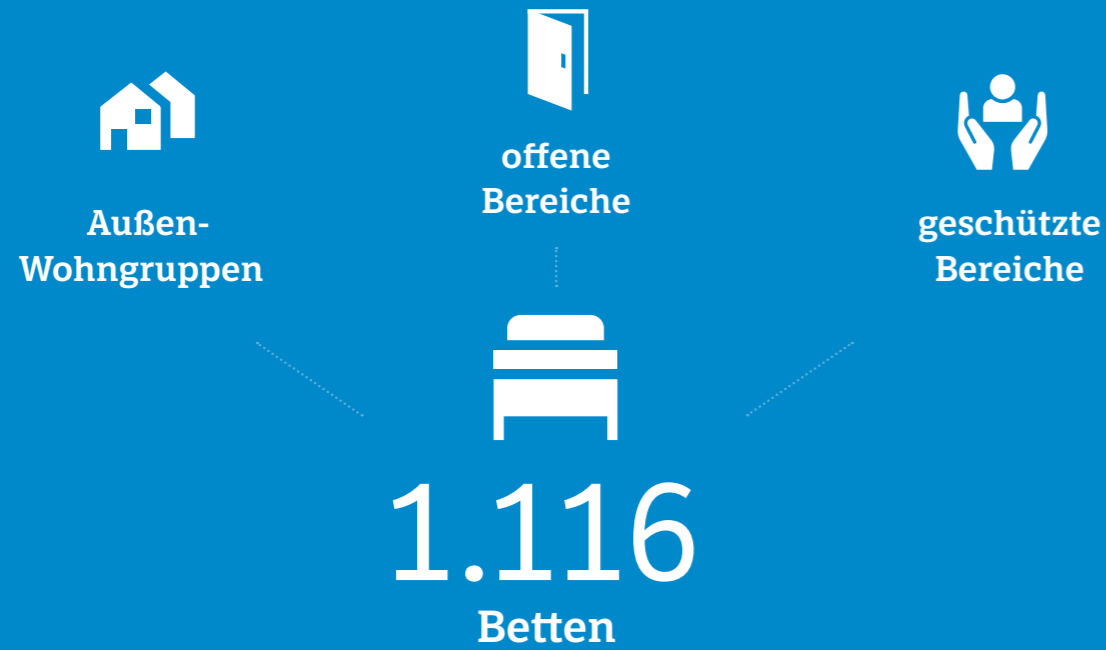 offene
Bereiche
Außen-
Wohngruppen
geschützte
Bereiche
1.116
Betten